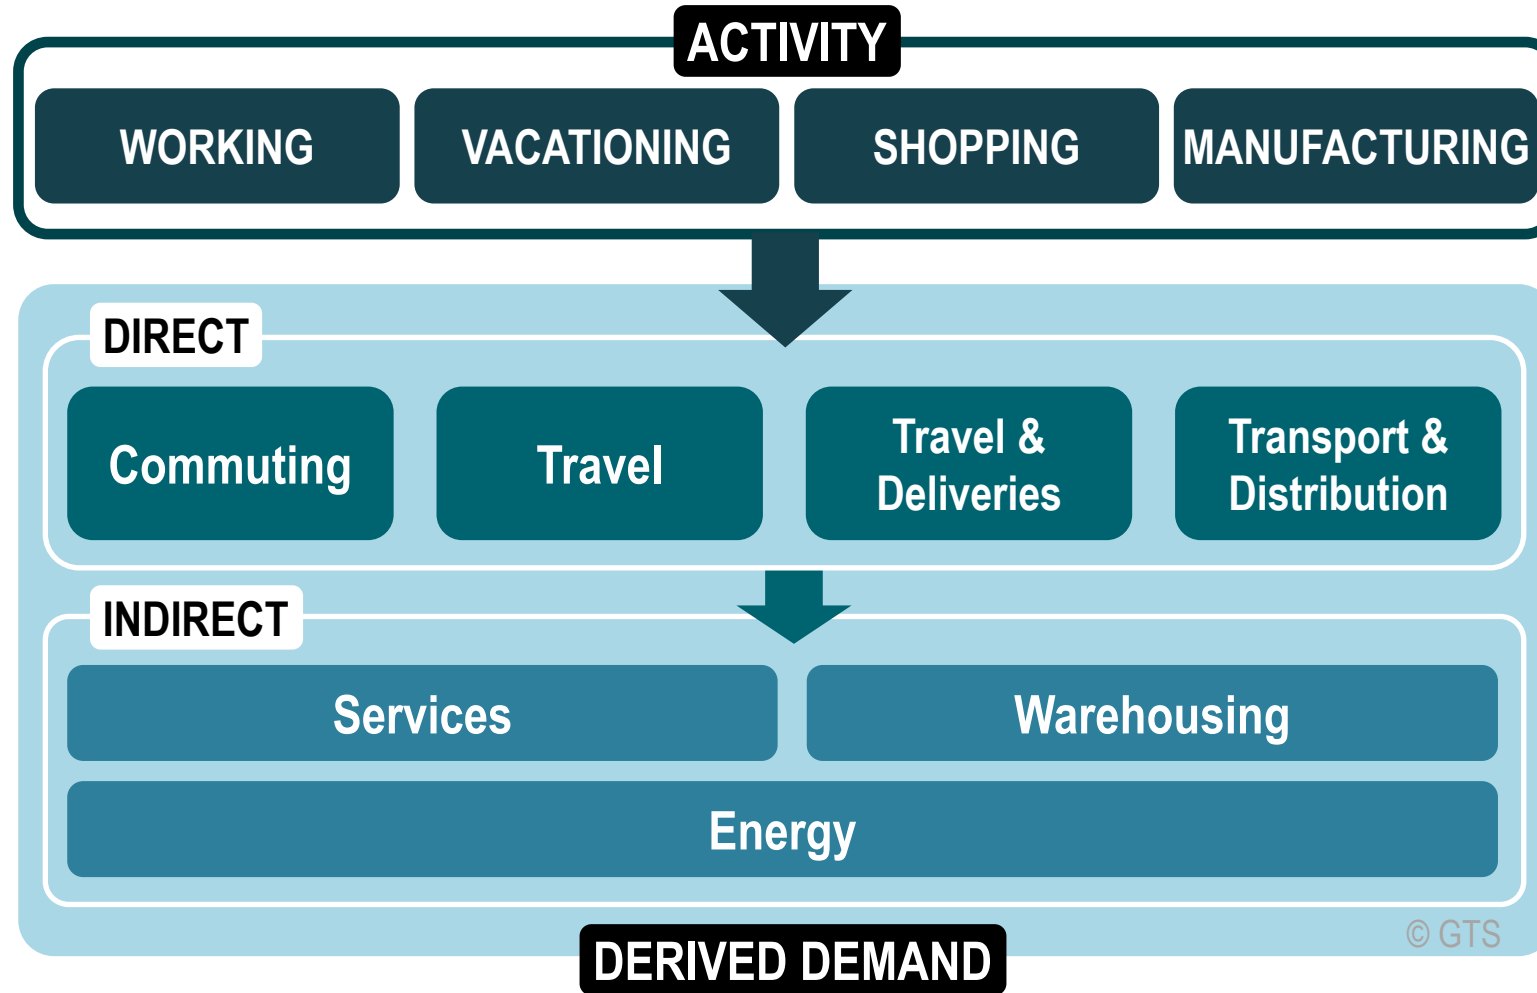 ACTIVITY
WORKING
VACATIONING
SHOPPING
MANUFACTURING
DIRECT
Commuting
Travel
Travel &
Deliveries
Transport &
Distribution
INDIRECT
Services
Warehousing
Energy
© GTS
DERIVED DEMAND